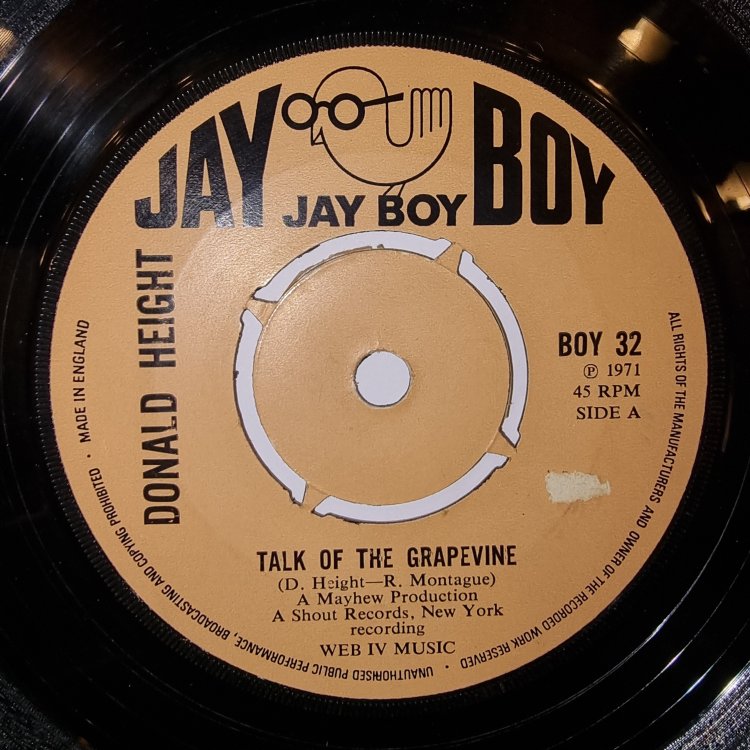 JAY BOY
JAY BOY
DONALD HEIGHT
BOY 32
℗ 1971
45 RPM
SIDE A
TALK OF THE GRAPEVINE
(D. Height—R. Montague)
A Mayhew Production
A Shout Records, New York
recording
WEB IV MUSIC
ALL RIGHTS OF THE MANUFACTURERS AND OWNER OF THE RECORDED WORK RESERVED · UNAUTHORISED PUBLIC PERFORMANCE, BROADCASTING AND COPYING PROHIBITED · MADE IN ENGLAND